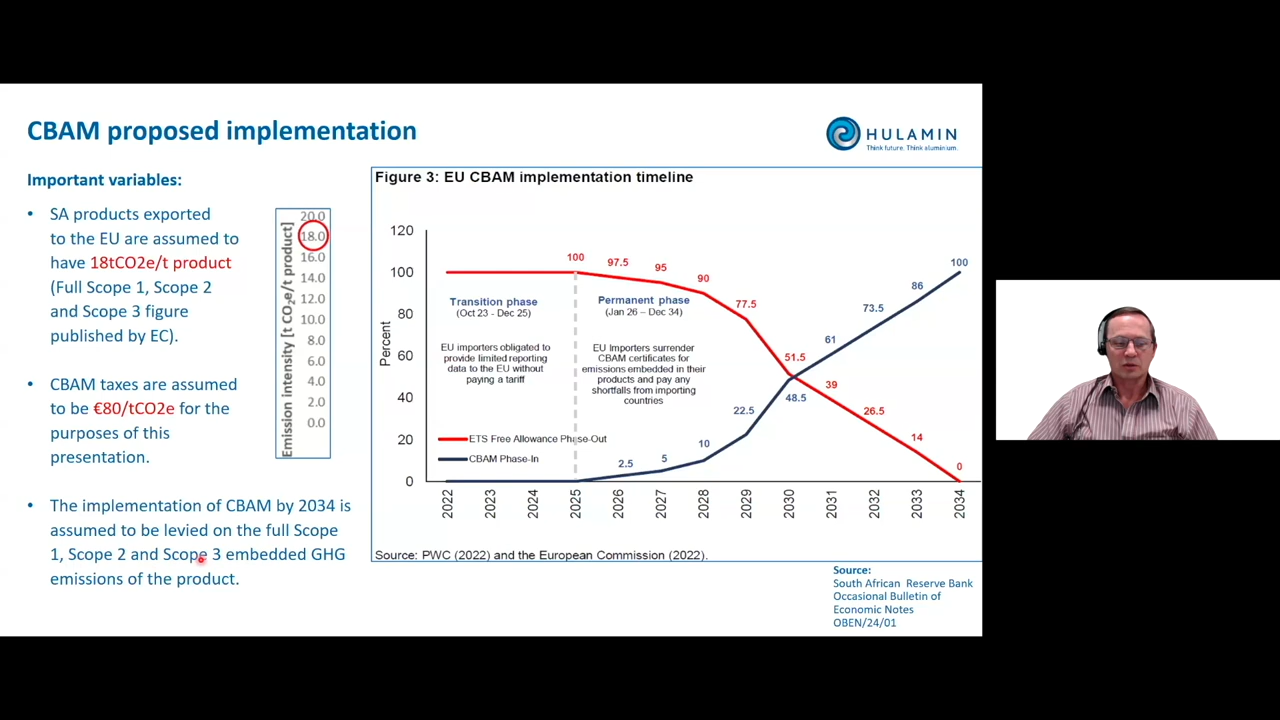 CBAM proposed implementation
HULAMIN
Think future. Think aluminium.
Important variables:
• SA products exported
to the EU are assumed to
have 18tCO2e/t product
(Full Scope 1, Scope 2
and Scope 3 figure
published by EC).
• CBAM taxes are assumed
to be €80/tCO2e for the
purposes of this
presentation.
• The implementation of CBAM by 2034 is
assumed to be levied on the full Scope
1, Scope 2 and Scope 3 embedded GHG
emissions of the product.
Emission intensity [t CO₂e/t product]
20.0
18.0
16.0
14.0
12.0
10.0
8.0
6.0
4.0
2.0
0.0
Figure 3: EU CBAM implementation timeline
Percent
120
100
80
60
40
20
0
100
97.5
95
90
77.5
51.5
39
26.5
14
0
2.5
5
10
22.5
48.5
61
73.5
86
100
Transition phase
(Oct 23 - Dec 25)
EU importers obligated to
provide limited reporting
data to the EU without
paying a tariff
Permanent phase
(Jan 26 – Dec 34)
EU Importers surrender
CBAM certificates for
emissions embedded in their
products and pay any
shortfalls from importing
countries
ETS Free Allowance Phase-Out
CBAM Phase-In
2022
2023
2024
2025
2026
2027
2028
2029
2030
2031
2032
2033
2034
Source: PWC (2022) and the European Commission (2022).
Source:
South African Reserve Bank
Occasional Bulletin of
Economic Notes
OBEN/24/01